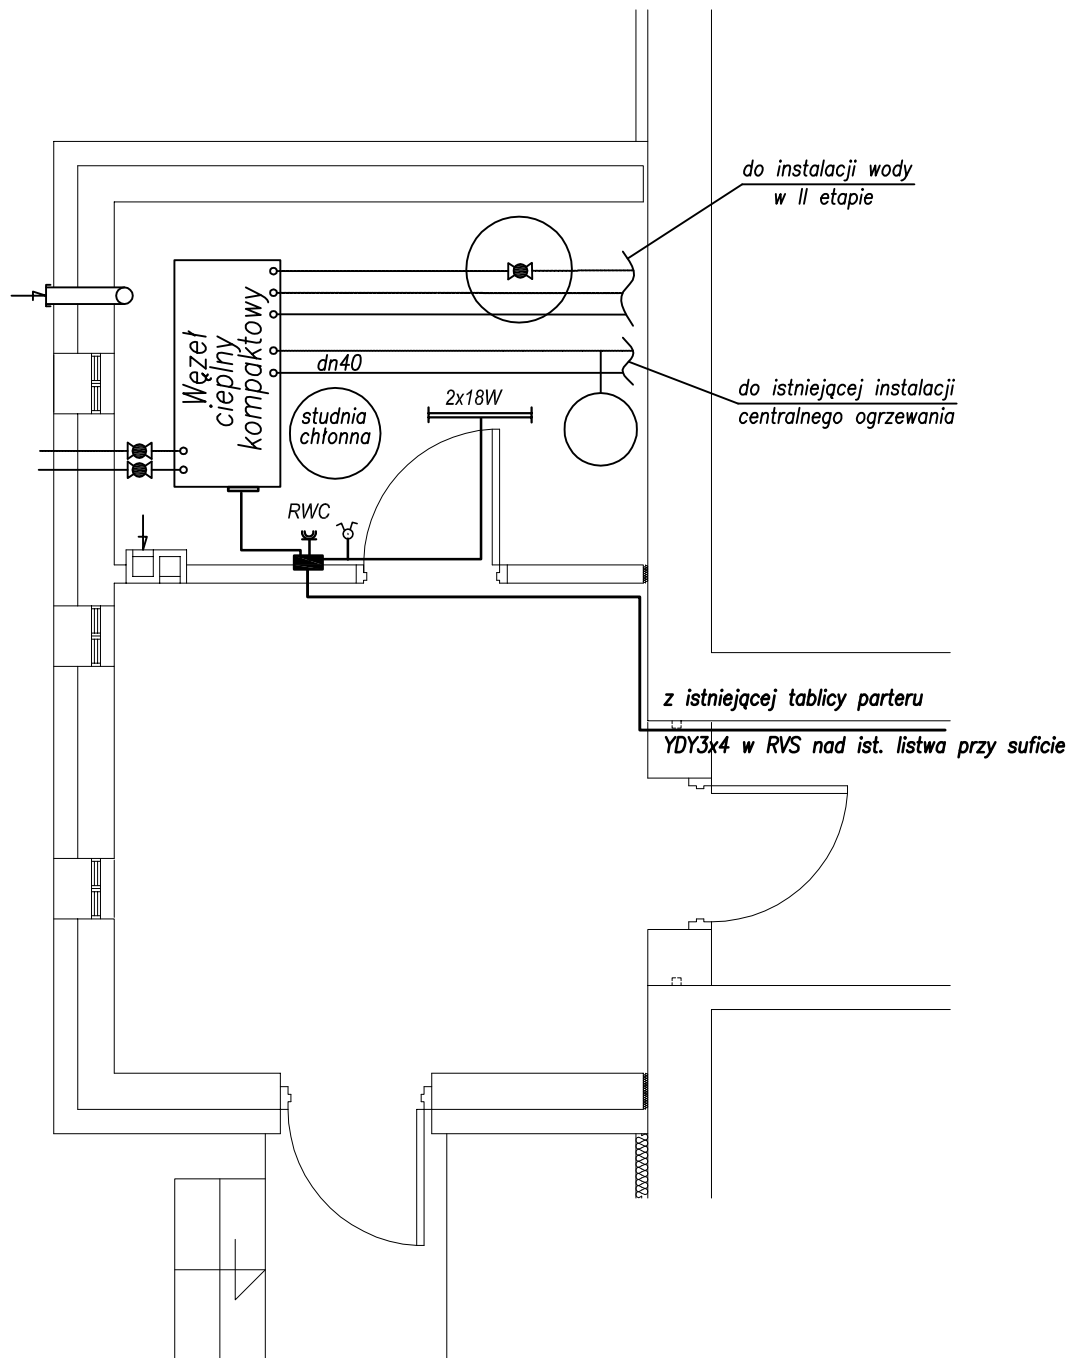 do instalacji wody
w II etapie
Węzeł
cieplny
kompaktowy
dn40
do istniejącej instalacji
centralnego ogrzewania
2x18W
studnia
chłonna
RWC
z istniejącej tablicy parteru
YDY3x4 w RVS nad ist. listwa przy suficie